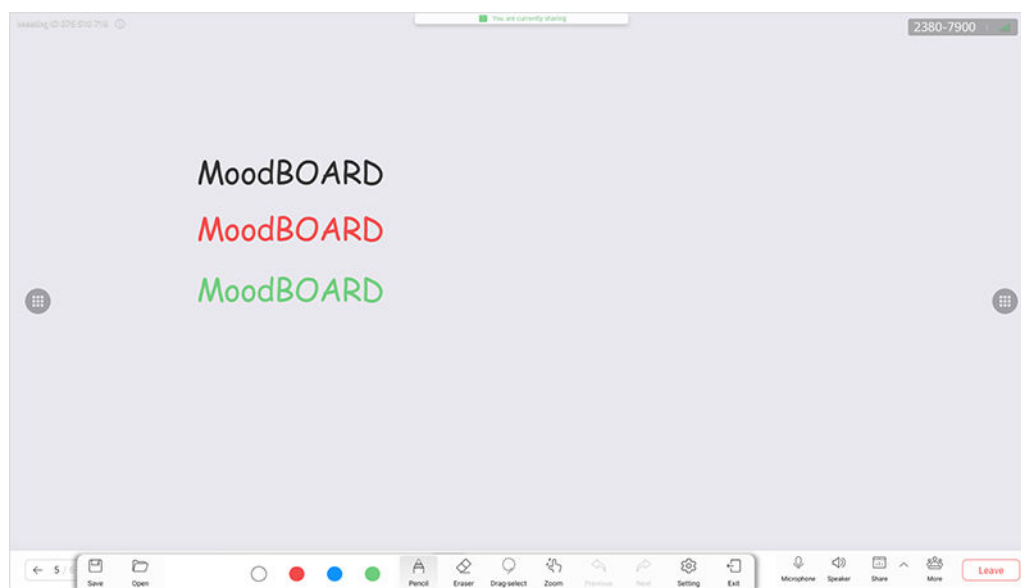 You are currently sharing
2380-7900
MoodBOARD
MoodBOARD
MoodBOARD
5
Save
Open
Pencil
Eraser
Drag-select
Zoom
Previous
Next
Setting
Exit
Microphone
Speaker
Share
More
Leave